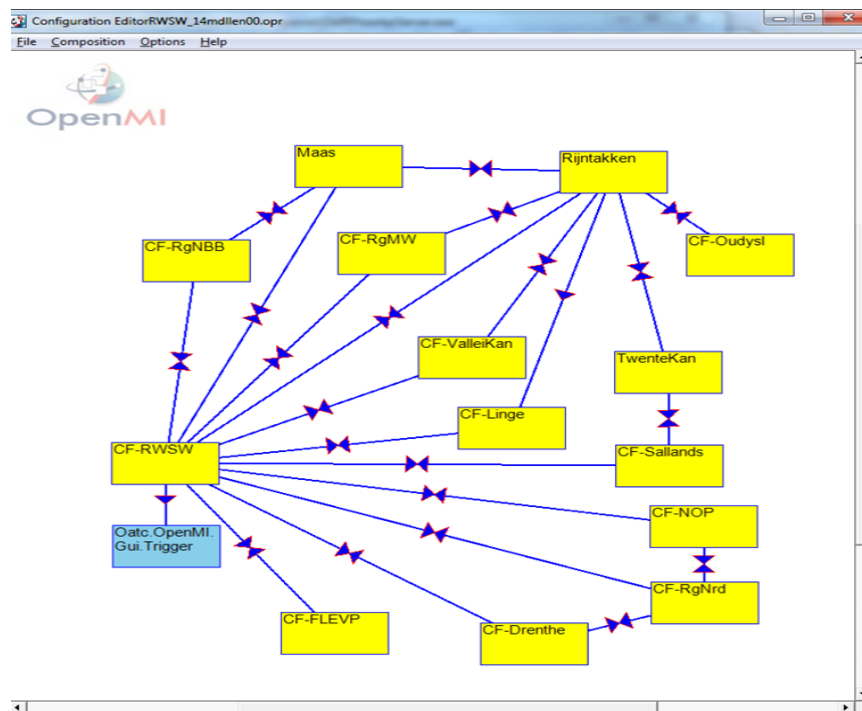 Configuration EditorRWSW_14mdllen00.opr
File Composition Options Help
OpenMI
Maas
Rijntakken
CF-RgNBB
CF-RgMW
CF-Oudysl
CF-ValleiKan
TwenteKan
CF-Linge
CF-RWSW
CF-Sallands
Oatc.OpenMI.
Gui.Trigger
CF-NOP
CF-RgNrd
CF-FLEVP
CF-Drenthe